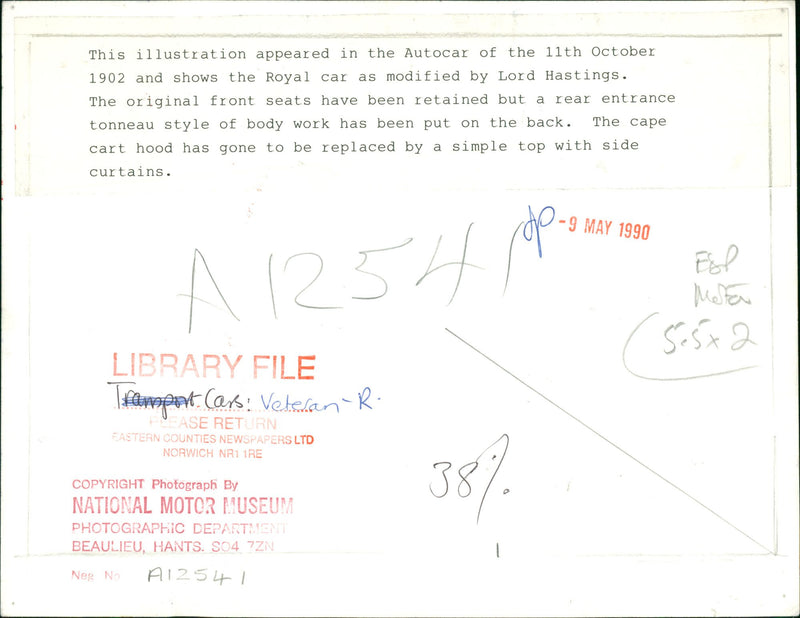 This illustration appeared in the Autocar of the 11th October
1902 and shows the Royal car as modified by Lord Hastings.
The original front seats have been retained but a rear entrance
tonneau style of body work has been put on the back. The cape
cart hood has gone to be replaced by a simple top with side
curtains.
-9 MAY 1990
A12541
E&P
5.5 x 2
LIBRARY FILE
Transport. Cars: Veteran - R.
PLEASE RETURN
EASTERN COUNTIES NEWSPAPERS LTD
NORWICH NR1 1RE
38%.
COPYRIGHT Photograph By
NATIONAL MOTOR MUSEUM
PHOTOGRAPHIC DEPARTMENT
BEAULIEU, HANTS. SO4 7ZN
Neg No A12541